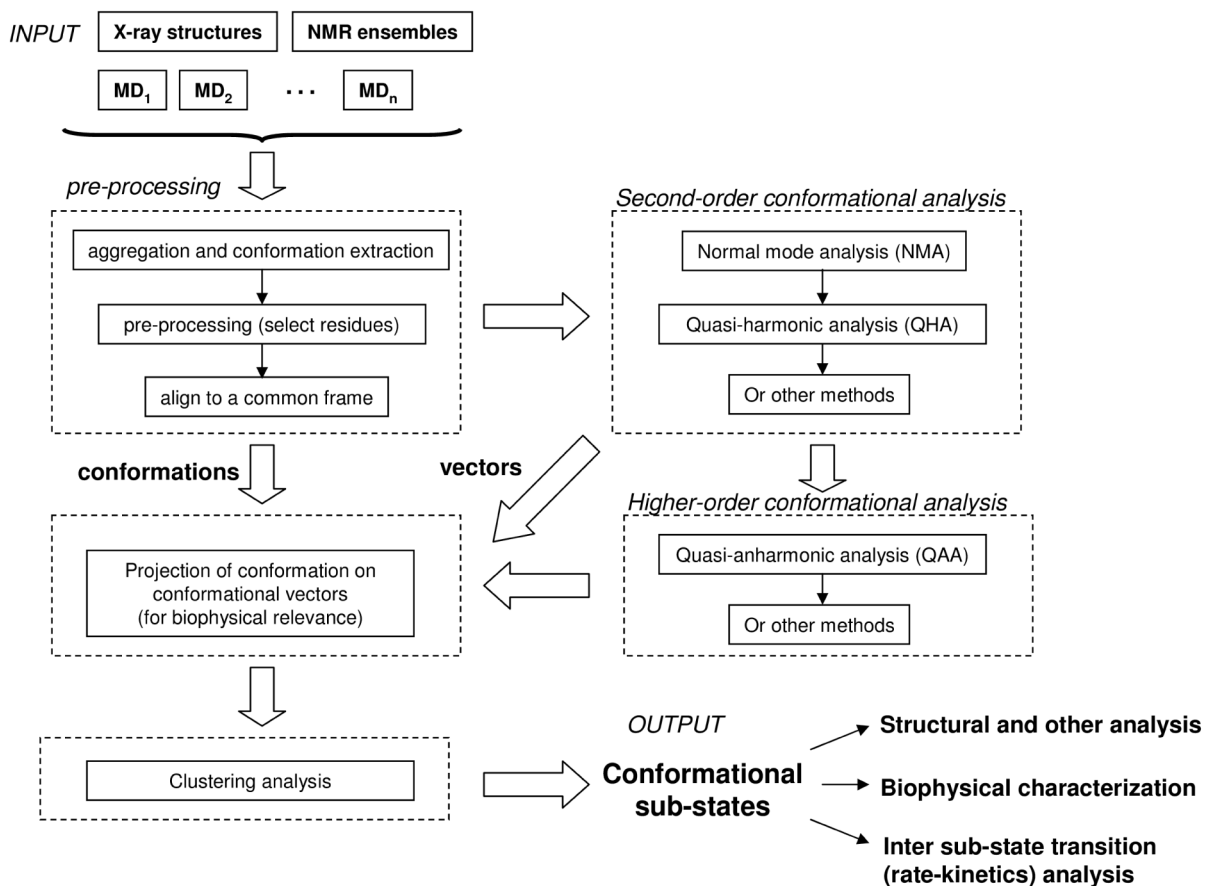 INPUT
X-ray structures
NMR ensembles
MD1
MD2
...
MDn
pre-processing
aggregation and conformation extraction
pre-processing (select residues)
align to a common frame
Second-order conformational analysis
Normal mode analysis (NMA)
Quasi-harmonic analysis (QHA)
Or other methods
conformations
vectors
Higher-order conformational analysis
Quasi-anharmonic analysis (QAA)
Or other methods
Projection of conformation on
conformational vectors
(for biophysical relevance)
Clustering analysis
OUTPUT
Conformational
sub-states
Structural and other analysis
Biophysical characterization
Inter sub-state transition
(rate-kinetics) analysis